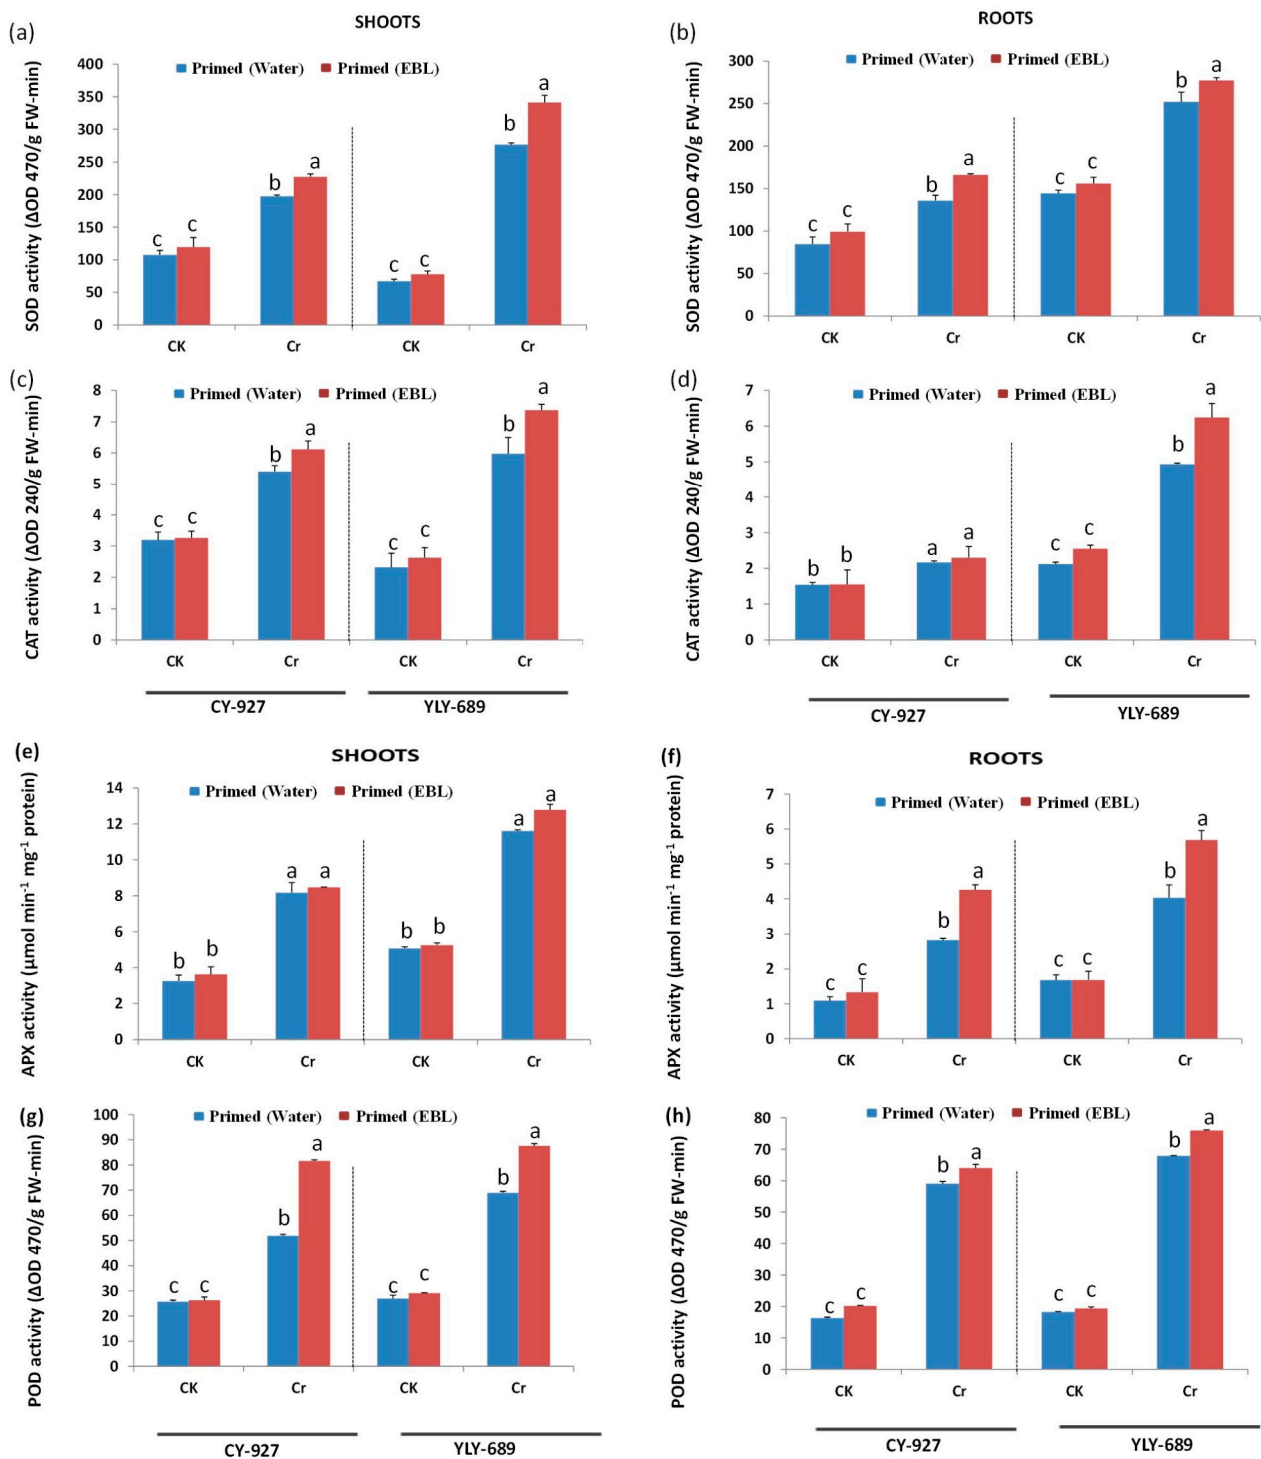 SHOOTS
(a)
Primed (Water) Primed (EBL)
SOD activity (ΔOD 470/g FW-min)
400
350
300
250
200
150
100
50
0
c c b a c c b a
CK Cr CK Cr
ROOTS
(b)
Primed (Water) Primed (EBL)
SOD activity (ΔOD 470/g FW-min)
300
250
200
150
100
50
0
c c b a c c b a
CK Cr CK Cr
(c)
Primed (Water) Primed (EBL)
CAT activity (ΔOD 240/g FW-min)
8
7
6
5
4
3
2
1
0
c c b a c c b a
CK Cr CK Cr
CY-927 YLY-689
(d)
Primed (Water) Primed (EBL)
CAT activity (ΔOD 240/g FW-min)
7
6
5
4
3
2
1
0
b b a a c c b a
CK Cr CK Cr
CY-927 YLY-689
(e)
SHOOTS
Primed (Water) Primed (EBL)
APX activity (µmol min⁻¹ mg⁻¹ protein)
14
12
10
8
6
4
2
0
b b a a b b a a
CK Cr CK Cr
(f)
ROOTS
Primed (Water) Primed (EBL)
APX activity (µmol min⁻¹ mg⁻¹ protein)
7
6
5
4
3
2
1
0
c c b a c c b a
CK Cr CK Cr
(g)
Primed (Water) Primed (EBL)
POD activity (ΔOD 470/g FW-min)
100
90
80
70
60
50
40
30
20
10
0
c c b a c c b a
CK Cr CK Cr
CY-927 YLY-689
(h)
Primed (Water) Primed (EBL)
POD activity (ΔOD 470/g FW-min)
80
70
60
50
40
30
20
10
0
c c b a c c b a
CK Cr CK Cr
CY-927 YLY-689